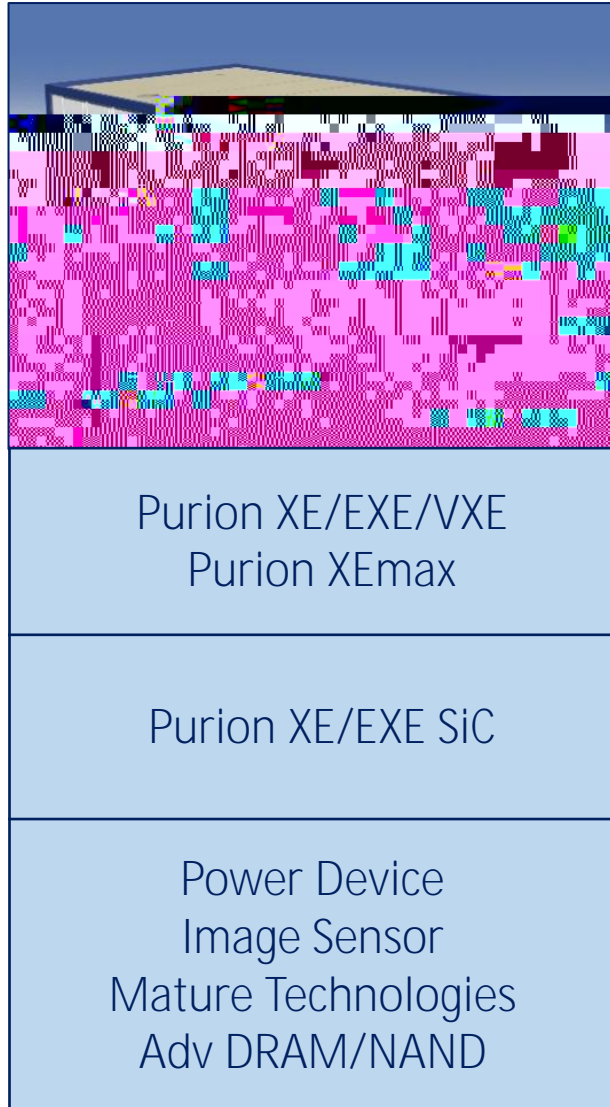 Purion XE/EXE/VXE
Purion XEmax
Purion XE/EXE SiC
Power Device
Image Sensor
Mature Technologies
Adv DRAM/NAND